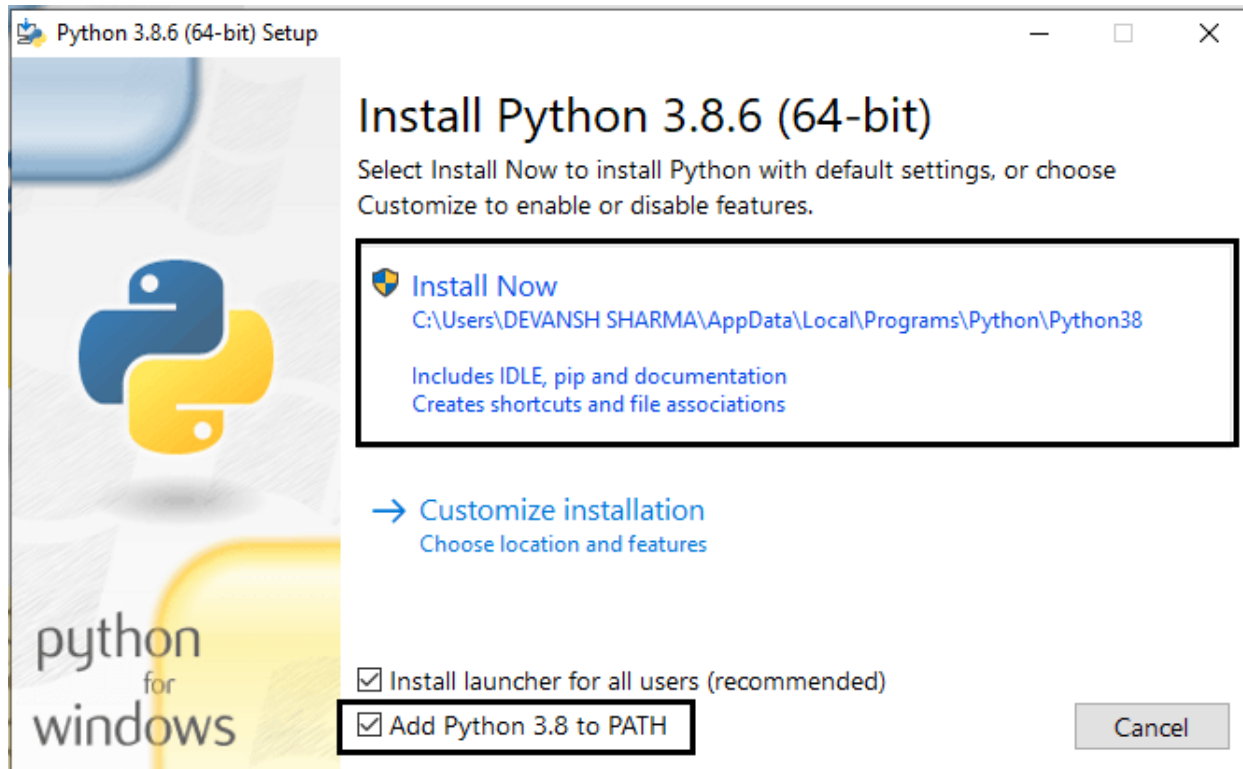 Python 3.8.6 (64-bit) Setup
Install Python 3.8.6 (64-bit)
Select Install Now to install Python with default settings, or choose
Customize to enable or disable features.
Install Now
C:\Users\DEVANSH SHARMA\AppData\Local\Programs\Python\Python38
Includes IDLE, pip and documentation
Creates shortcuts and file associations
Customize installation
Choose location and features
python
for
windows
Install launcher for all users (recommended)
Add Python 3.8 to PATH
Cancel